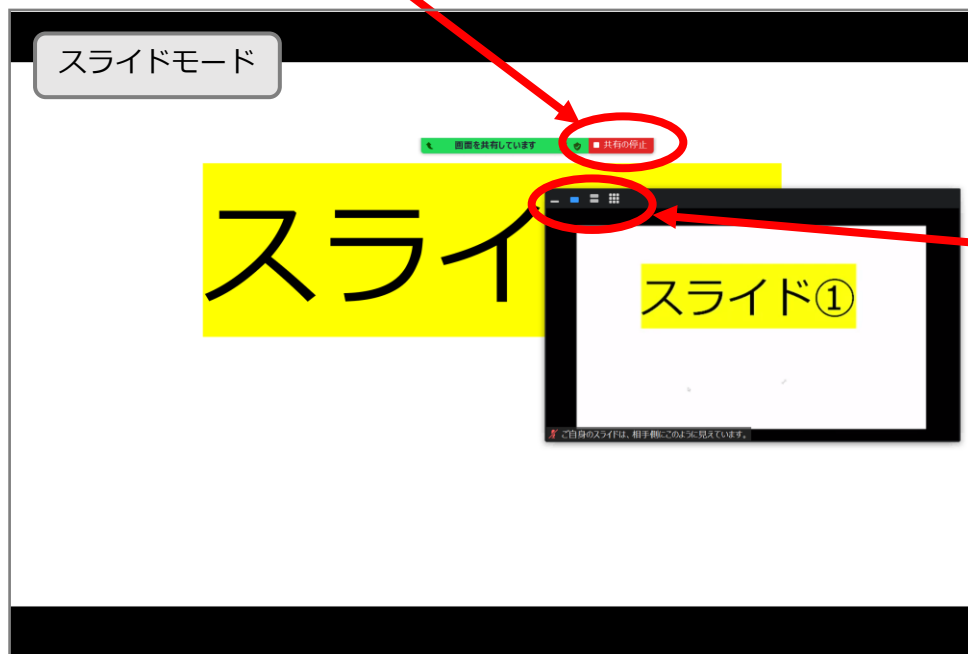 スライドモード
画面を共有しています
共有の停止
スライ
スライド①
ご自身のスライドは、相手側にこのように見えています。